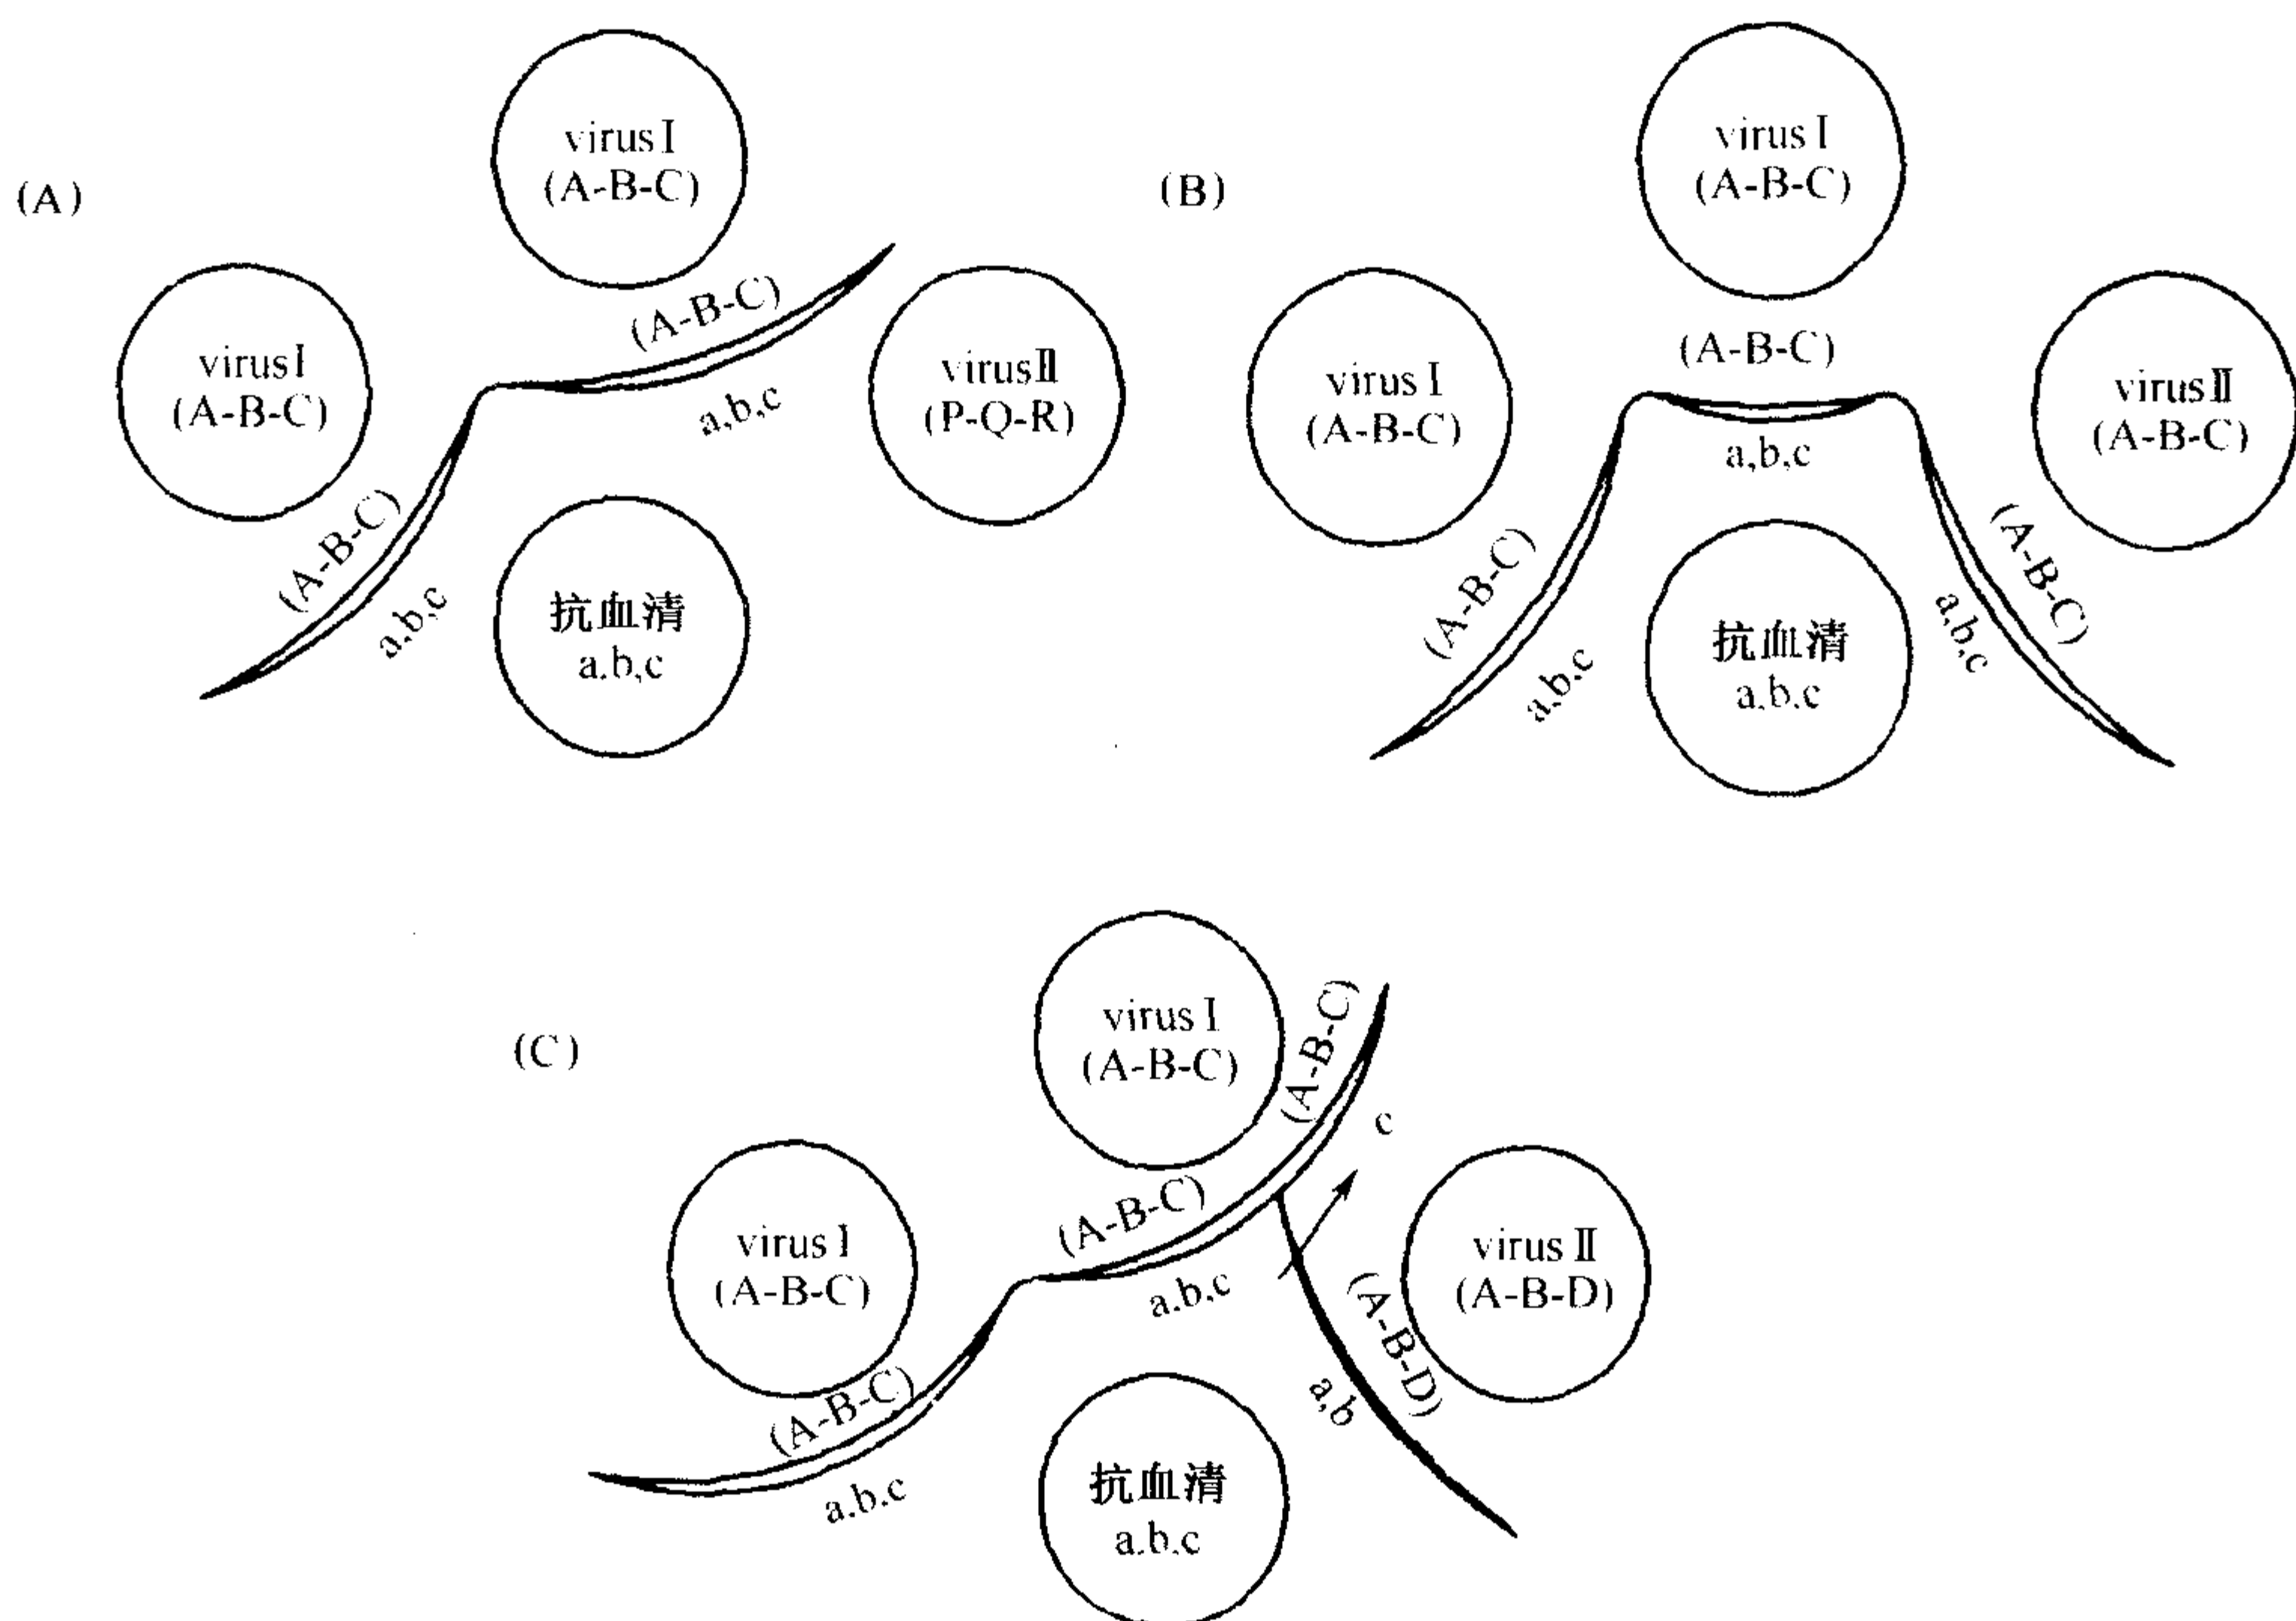 (A)
virus Ⅰ
(A-B-C)
virus Ⅰ
(A-B-C)
(A-B-C)
a,b,c
virus Ⅱ
(P-Q-R)
(A-B-C)
a,b,c
抗血清
a.b,c
(B)
virus Ⅰ
(A-B-C)
virus Ⅰ
(A-B-C)
(A-B-C)
a,b,c
virus Ⅱ
(A-B-C)
(A-B-C)
a,b,c
(A-B-C)
a,b,c
抗血清
a,b,c
(C)
virus Ⅰ
(A-B-C)
(A-B-C)
c
virus Ⅰ
(A-B-C)
(A-B-C)
a.b,c
virus Ⅱ
(A-B-D)
(A-B-D)
a,b
(A-B-C)
a.b.c
抗血清
a.b.c